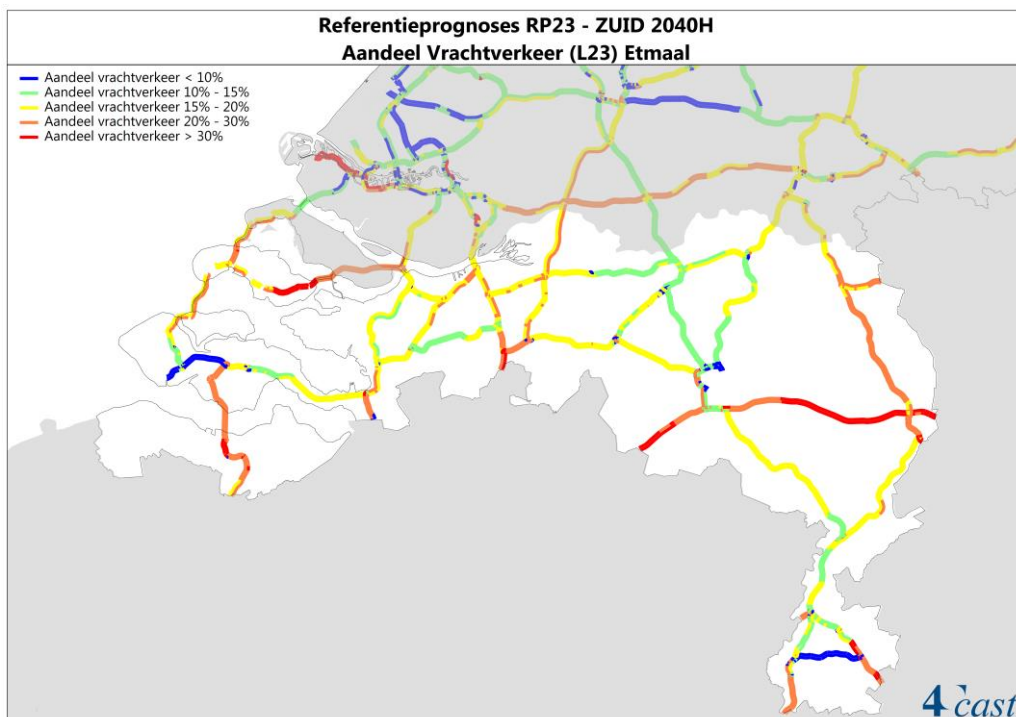 Referentieprognoses RP23 - ZUID 2040H
Aandeel Vrachtverkeer (L23) Etmaal
Aandeel vrachtverkeer < 10%
Aandeel vrachtverkeer 10% - 15%
Aandeel vrachtverkeer 15% - 20%
Aandeel vrachtverkeer 20% - 30%
Aandeel vrachtverkeer > 30%
4cast